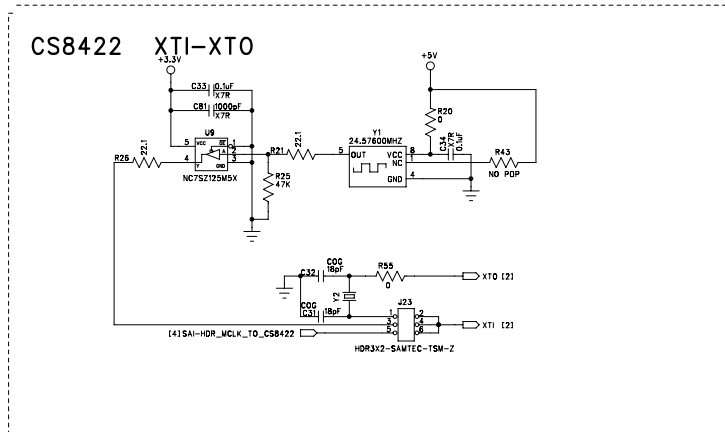 CS8422 XTI-XTO
+3.3V
+5V
C33 0.1uF
X7R
C81 1000pF
X7R
R20
0
U9
5 VCC OE 1
A 2
4 Y GND 3
NC7SZ125M5X
R26
22.1
R21
22.1
R25
47K
Y1
24.57600MHZ
5 OUT VCC 8
NC 1
GND 4
C34
X7R
0.1uF
R43
NO POP
COG
C32 18pF
R55
0
XTO [2]
Y2
COG
C31 18pF
J23
1 2
3 4
5 6
XTI [2]
[4]SAI-HDR_MCLK_TO_CS8422
HDR3X2-SAMTEC-TSM-Z